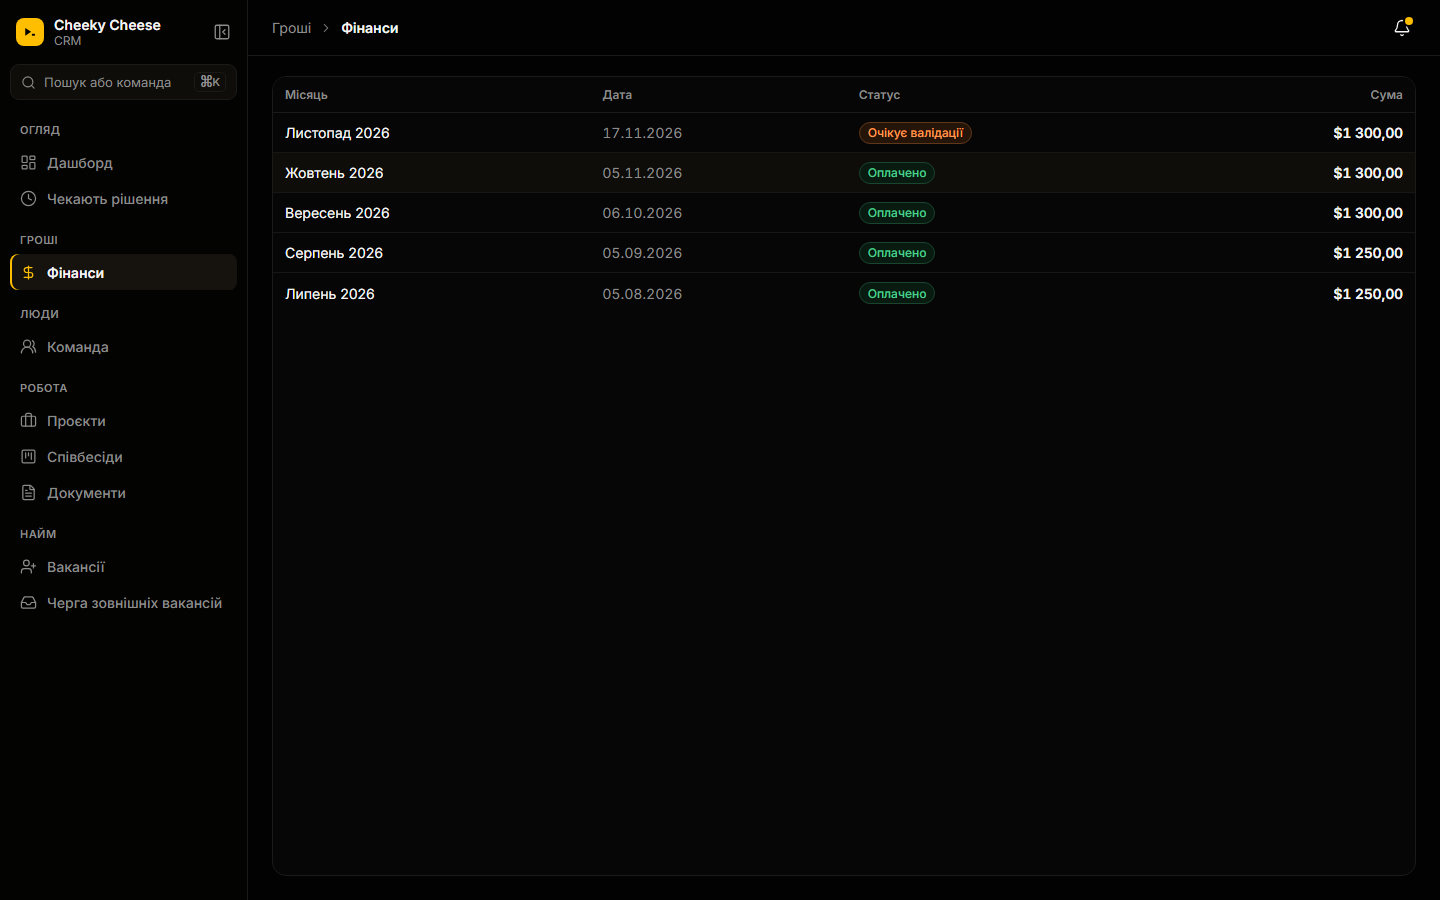 Cheeky Cheese
CRM
Пошук або команда ⌘K
ОГЛЯД
Дашборд
Чекають рішення
ГРОШІ
Фінанси
ЛЮДИ
Команда
РОБОТА
Проєкти
Співбесіди
Документи
НАЙМ
Вакансії
Черга зовнішніх вакансій
Гроші > Фінанси
Місяць Дата Статус Сума
Листопад 2026 17.11.2026 Очікує валідації $1 300,00
Жовтень 2026 05.11.2026 Оплачено $1 300,00
Вересень 2026 06.10.2026 Оплачено $1 300,00
Серпень 2026 05.09.2026 Оплачено $1 250,00
Липень 2026 05.08.2026 Оплачено $1 250,00